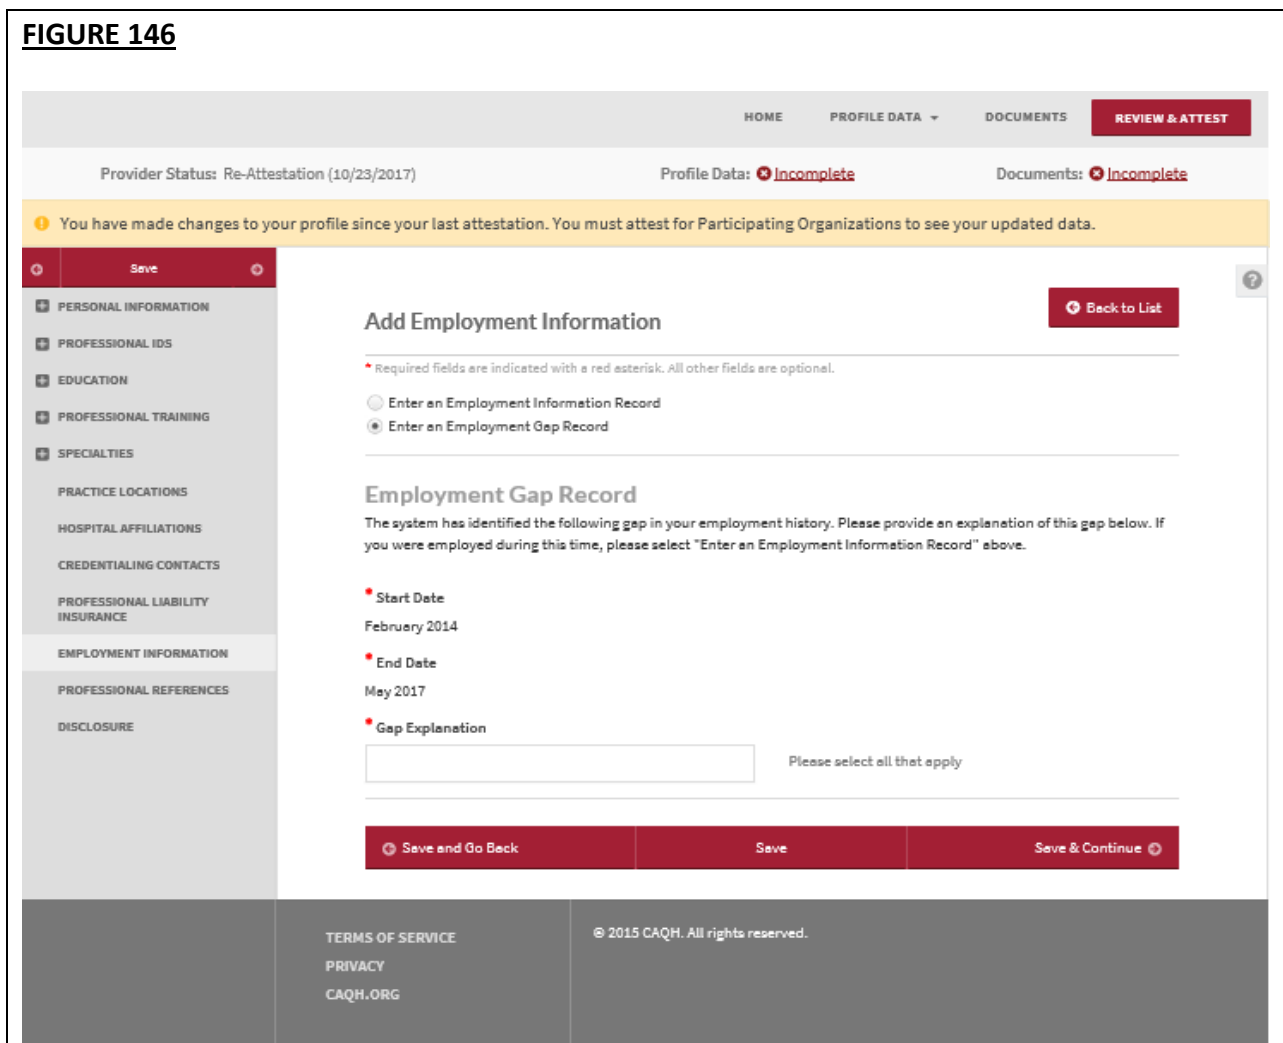 FIGURE 146
HOME PROFILE DATA DOCUMENTS REVIEW & ATTEST
Provider Status: Re-Attestation (10/23/2017) Profile Data: Incomplete Documents: Incomplete
You have made changes to your profile since your last attestation. You must attest for Participating Organizations to see your updated data.
Save
PERSONAL INFORMATION
PROFESSIONAL IDS
EDUCATION
PROFESSIONAL TRAINING
SPECIALTIES
PRACTICE LOCATIONS
HOSPITAL AFFILIATIONS
CREDENTIALING CONTACTS
PROFESSIONAL LIABILITY
INSURANCE
EMPLOYMENT INFORMATION
PROFESSIONAL REFERENCES
DISCLOSURE
Back to List
Add Employment Information
* Required fields are indicated with a red asterisk. All other fields are optional.
Enter an Employment Information Record
Enter an Employment Gap Record
Employment Gap Record
The system has identified the following gap in your employment history. Please provide an explanation of this gap below. If
you were employed during this time, please select "Enter an Employment Information Record" above.
* Start Date
February 2014
* End Date
May 2017
* Gap Explanation
Please select all that apply
Save and Go Back Save Save & Continue
TERMS OF SERVICE
PRIVACY
CAQH.ORG
© 2015 CAQH. All rights reserved.